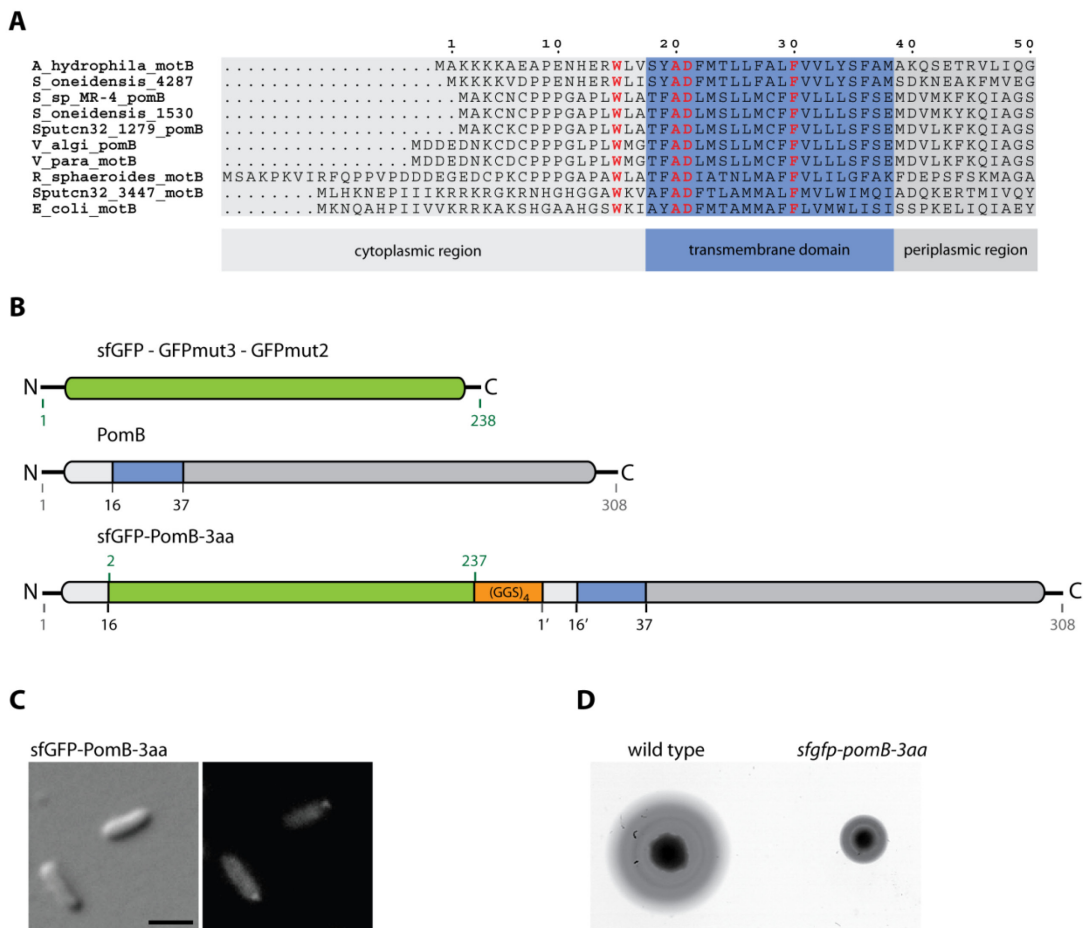 A
1 10 20 30 40 50
A_hydrophila_motB ..................MAKKKKAEAPENHERWLVSYADFMTLLFALFVVLYSFAMAKQSETRVLIQG
S_oneidensis_4287 ...................MKKKKVDPPENHERWLISYADFMTLLFALFVVLYSFAMSDKNEAKFMVEG
S_sp_MR-4_pomB ....................MAKCNCPPPGAPLWLATFADLMSLLMCFFVLLLSFSEMDVMKFKQIAGS
S_oneidensis_1530 ....................MAKCNCPPPGAPLWLATFADLMSLLMCFFVLLLSFSEMDVMKYKQIAGS
Sputcn32_1279_pomB ....................MAKCKCPPPGAPLWLATFADLMSLLMCFFVLLLSFSEMDVLKFKQIAGS
V_algi_pomB ................MDDEDNKCDCPPPGLPLWMGTFADLMSLLMCFFVLLLSFSEMDVLKFKQIAGS
V_para_motB ................MDDEDNKCDCPPPGLPLWMGTFADLMSLLMCFFVLLLSFSEMDVLKFKQIAGS
R_sphaeroides_motB MSAKPKVIRFQPPVPDDDEGEDCPKCPPPGAPAWLATFADIATNLMALFVLILGFAKFDEPSFSKMAGA
Sputcn32_3447_motB ........MLHKNEPIIIKRRKRGKRNHGHGGAWKVAFADFMTAMMALFLVLWIMQIADQKERTMIVQY
E_coli_motB ........MKNQAHPIIVVKRRKAKSHGAAHGSWKIAYADFMTAMMAFFLVMWLISISSPKELIQIAEY
cytoplasmic region transmembrane domain periplasmic region
B
sfGFP - GFPmut3 - GFPmut2
N C
1 238
PomB
N C
1 16 37 308
sfGFP-PomB-3aa
2 237
N (GGS)4 C
1 16 1′ 16′ 37 308
C
sfGFP-PomB-3aa
D
wild type sfgfp-pomB-3aa